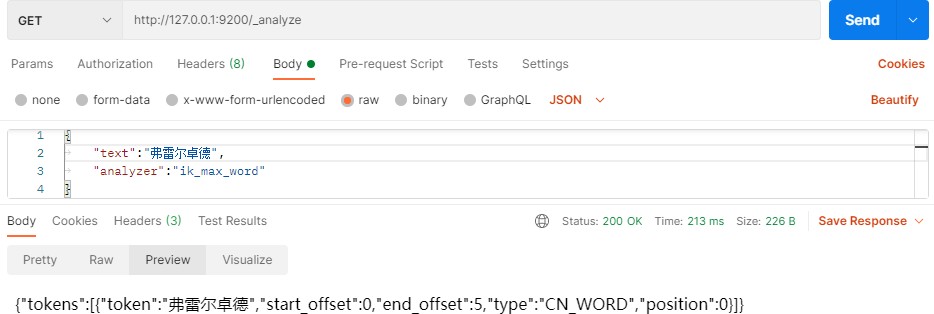 GET http://127.0.0.1:9200/_analyze Send
Params Authorization Headers (8) Body Pre-request Script Tests Settings Cookies
none form-data x-www-form-urlencoded raw binary GraphQL JSON Beautify
1 {
2 "text":"弗雷尔卓德",
3 "analyzer":"ik_max_word"
4 }
Body Cookies Headers (3) Test Results Status: 200 OK Time: 213 ms Size: 226 B Save Response
Pretty Raw Preview Visualize
{"tokens":[{"token":"弗雷尔卓德","start_offset":0,"end_offset":5,"type":"CN_WORD","position":0}]}